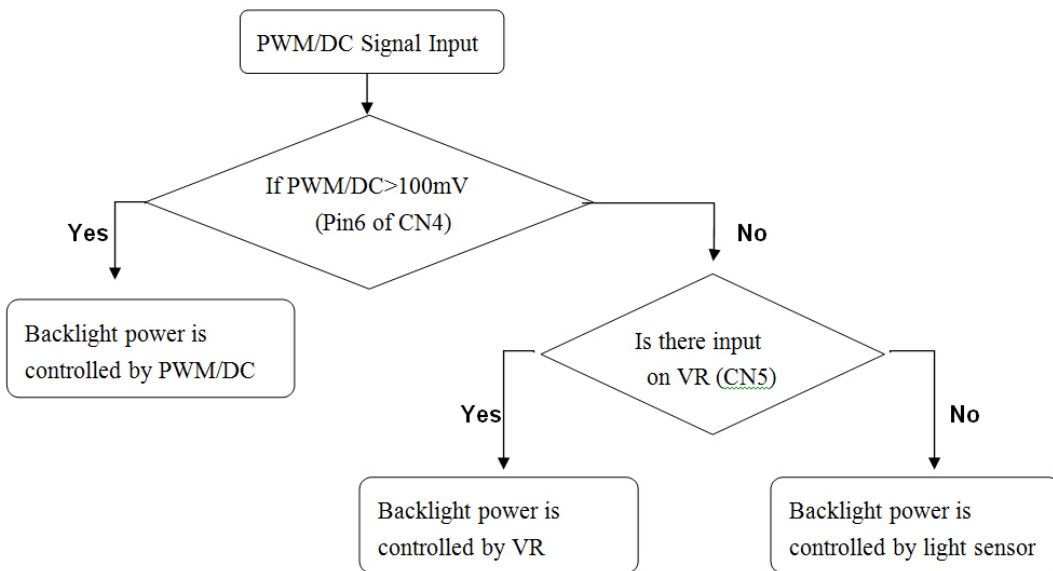 PWM/DC Signal Input
If PWM/DC>100mV
(Pin6 of CN4)
Yes
No
Backlight power is
controlled by PWM/DC
Is there input
on VR (CN5)
Yes
No
Backlight power is
controlled by VR
Backlight power is
controlled by light sensor